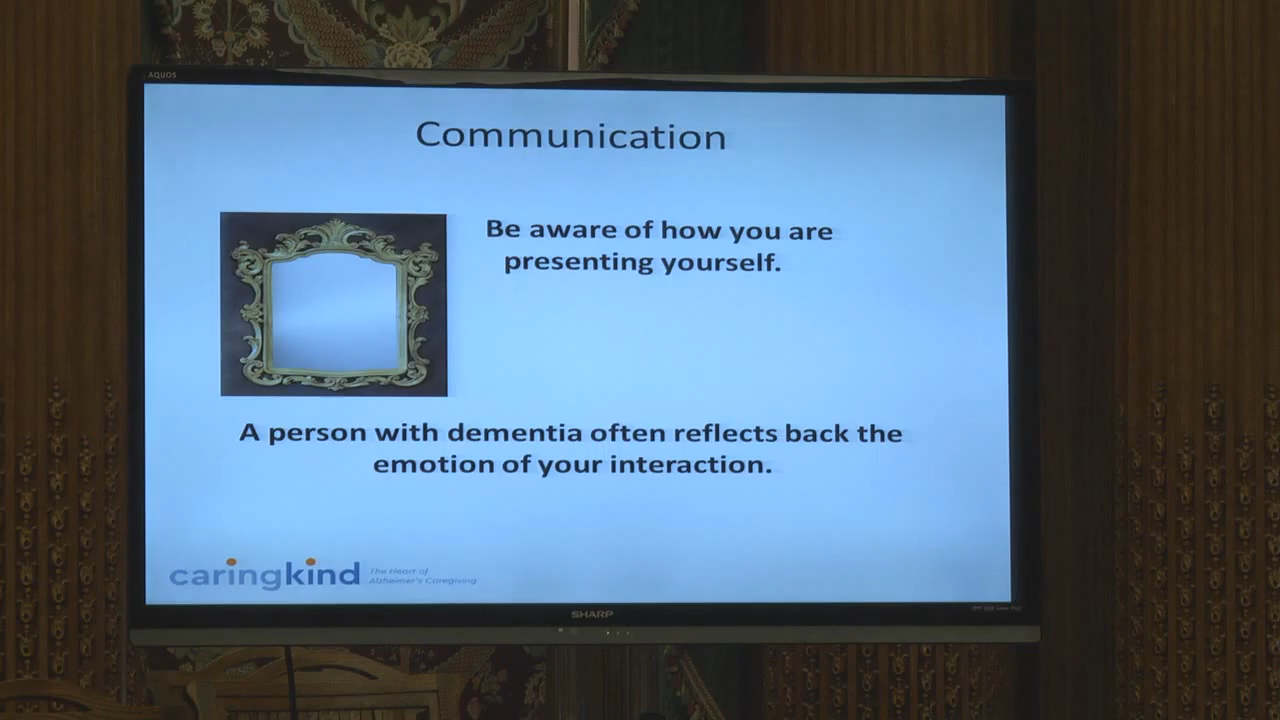 AQUOS
Communication
Be aware of how you are
presenting yourself.
A person with dementia often reflects back the
emotion of your interaction.
caringkind
The Heart of
Alzheimer's Caregiving
SHARP